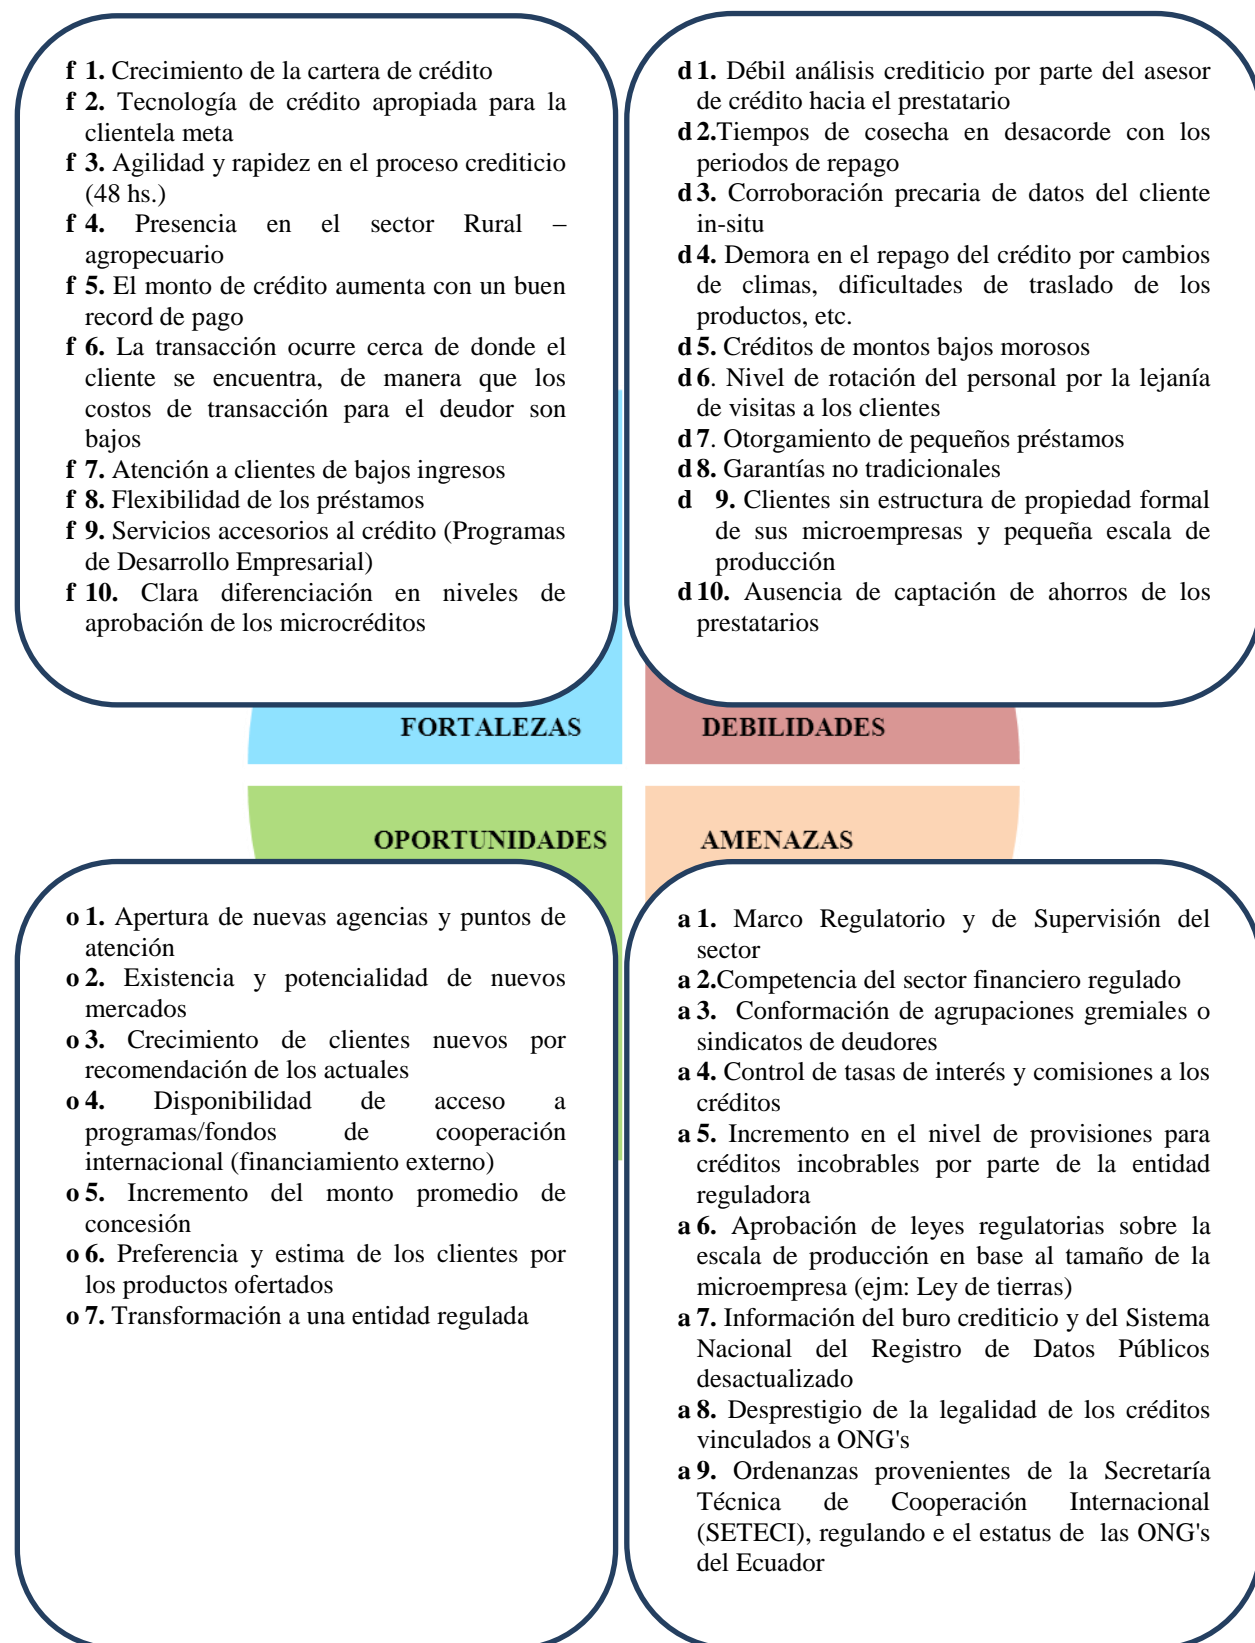 f 1. Crecimiento de la cartera de crédito
f 2. Tecnología de crédito apropiada para la
clientela meta
f 3. Agilidad y rapidez en el proceso crediticio
(48 hs.)
f 4. Presencia en el sector Rural –
agropecuario
f 5. El monto de crédito aumenta con un buen
record de pago
f 6. La transacción ocurre cerca de donde el
cliente se encuentra, de manera que los
costos de transacción para el deudor son
bajos
f 7. Atención a clientes de bajos ingresos
f 8. Flexibilidad de los préstamos
f 9. Servicios accesorios al crédito (Programas
de Desarrollo Empresarial)
f 10. Clara diferenciación en niveles de
aprobación de los microcréditos
d 1. Débil análisis crediticio por parte del asesor
de crédito hacia el prestatario
d 2.Tiempos de cosecha en desacorde con los
periodos de repago
d 3. Corroboración precaria de datos del cliente
in-situ
d 4. Demora en el repago del crédito por cambios
de climas, dificultades de traslado de los
productos, etc.
d 5. Créditos de montos bajos morosos
d 6. Nivel de rotación del personal por la lejanía
de visitas a los clientes
d 7. Otorgamiento de pequeños préstamos
d 8. Garantías no tradicionales
d 9. Clientes sin estructura de propiedad formal
de sus microempresas y pequeña escala de
producción
d 10. Ausencia de captación de ahorros de los
prestatarios
FORTALEZAS
DEBILIDADES
OPORTUNIDADES
AMENAZAS
o 1. Apertura de nuevas agencias y puntos de
atención
o 2. Existencia y potencialidad de nuevos
mercados
o 3. Crecimiento de clientes nuevos por
recomendación de los actuales
o 4. Disponibilidad de acceso a
programas/fondos de cooperación
internacional (financiamiento externo)
o 5. Incremento del monto promedio de
concesión
o 6. Preferencia y estima de los clientes por
los productos ofertados
o 7. Transformación a una entidad regulada
a 1. Marco Regulatorio y de Supervisión del
sector
a 2.Competencia del sector financiero regulado
a 3. Conformación de agrupaciones gremiales o
sindicatos de deudores
a 4. Control de tasas de interés y comisiones a los
créditos
a 5. Incremento en el nivel de provisiones para
créditos incobrables por parte de la entidad
reguladora
a 6. Aprobación de leyes regulatorias sobre la
escala de producción en base al tamaño de la
microempresa (ejm: Ley de tierras)
a 7. Información del buro crediticio y del Sistema
Nacional del Registro de Datos Públicos
desactualizado
a 8. Desprestigio de la legalidad de los créditos
vinculados a ONG's
a 9. Ordenanzas provenientes de la Secretaría
Técnica de Cooperación Internacional
(SETECI), regulando e el estatus de las ONG's
del Ecuador